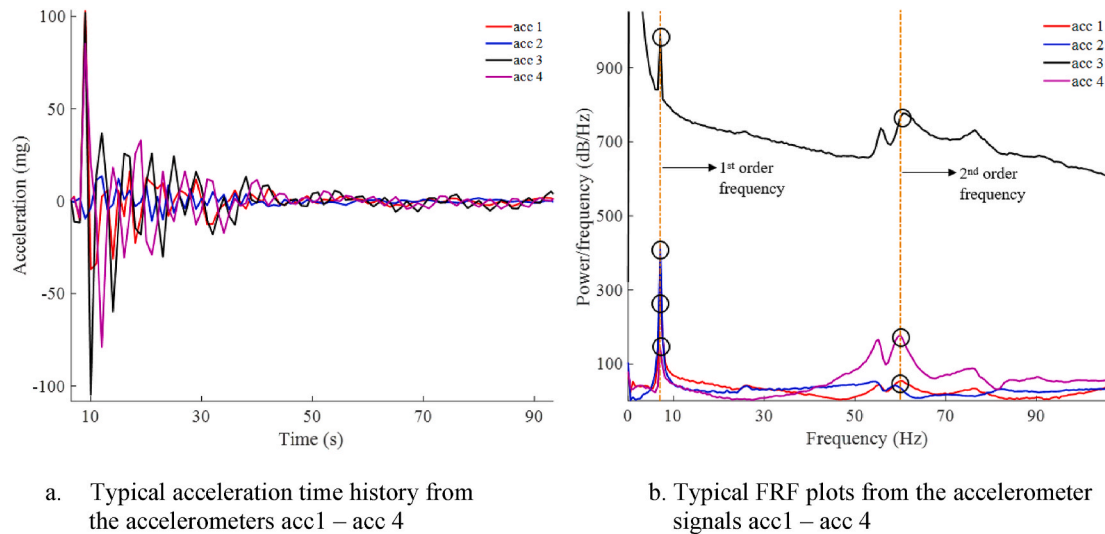 100
50
0
-50
-100
Acceleration (mg)
10
30
50
70
90
Time (s)
acc 1
acc 2
acc 3
acc 4
900
700
500
300
100
Power/frequency (dB/Hz)
0
10
30
50
70
90
Frequency (Hz)
acc 1
acc 2
acc 3
acc 4
1st order
frequency
2nd order
frequency
a. Typical acceleration time history from
the accelerometers acc1 – acc 4
b. Typical FRF plots from the accelerometer
signals acc1 – acc 4